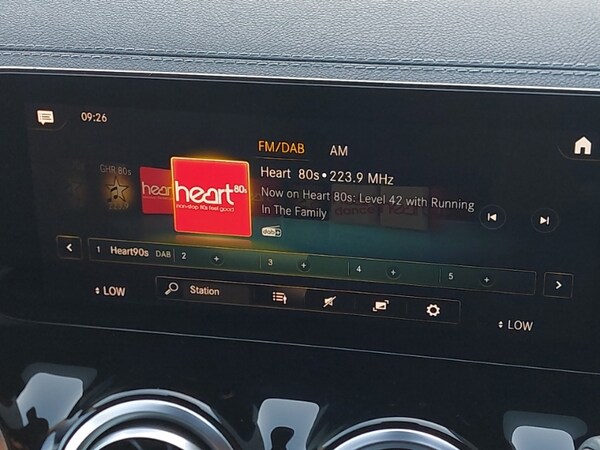 09:26
FM/DAB AM
GHR 80s
Heart 80s • 223.9 MHz
Now on Heart 80s: Level 42 with Running
In The Family
heart 80s
non-stop 80s feel good
dab+
1 Heart90s DAB 2 + 3 + 4 + 5 +
LOW
Station
LOW